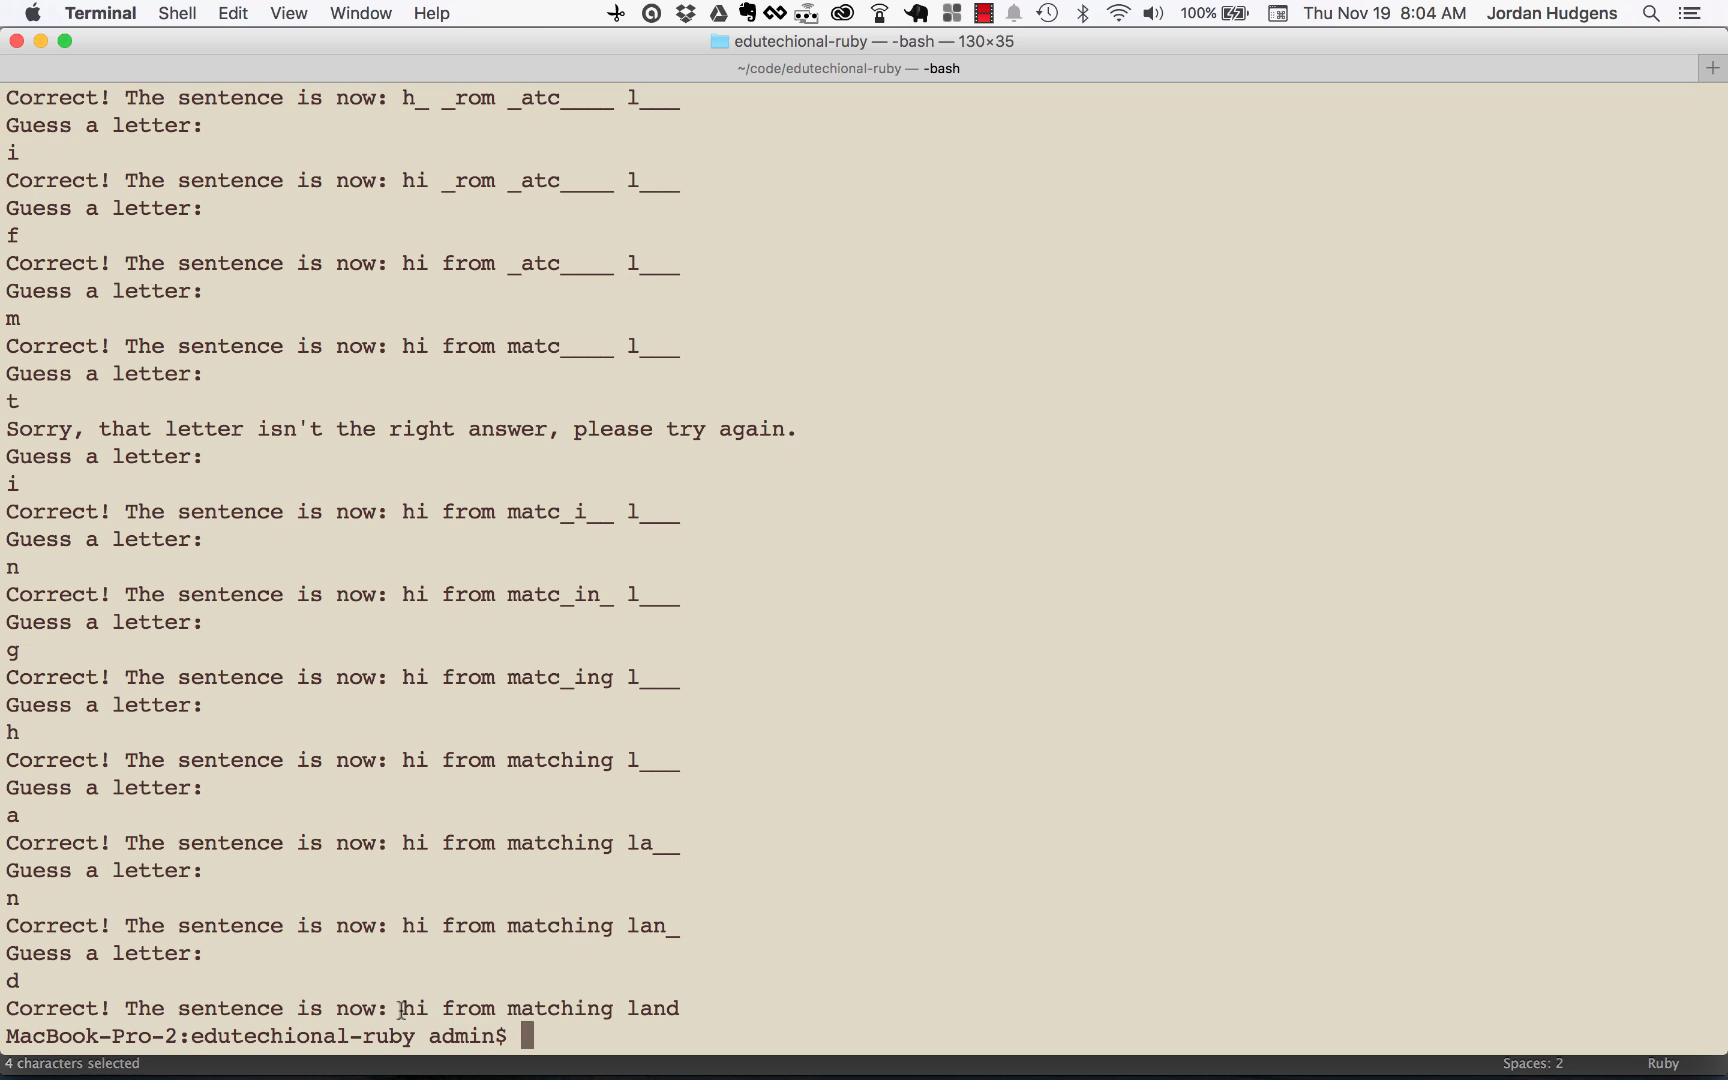 Terminal Shell Edit View Window Help 100% Thu Nov 19 8:04 AM Jordan Hudgens
edutechional-ruby — -bash — 130×35
~/code/edutechional-ruby — -bash
Correct! The sentence is now: h_ _rom _atc____ l___
Guess a letter:
i
Correct! The sentence is now: hi _rom _atc____ l___
Guess a letter:
f
Correct! The sentence is now: hi from _atc____ l___
Guess a letter:
m
Correct! The sentence is now: hi from matc____ l___
Guess a letter:
t
Sorry, that letter isn't the right answer, please try again.
Guess a letter:
i
Correct! The sentence is now: hi from matc_i__ l___
Guess a letter:
n
Correct! The sentence is now: hi from matc_in_ l___
Guess a letter:
g
Correct! The sentence is now: hi from matc_ing l___
Guess a letter:
h
Correct! The sentence is now: hi from matching l___
Guess a letter:
a
Correct! The sentence is now: hi from matching la__
Guess a letter:
n
Correct! The sentence is now: hi from matching lan_
Guess a letter:
d
Correct! The sentence is now: hi from matching land
MacBook-Pro-2:edutechional-ruby admin$
4 characters selected Spaces: 2 Ruby